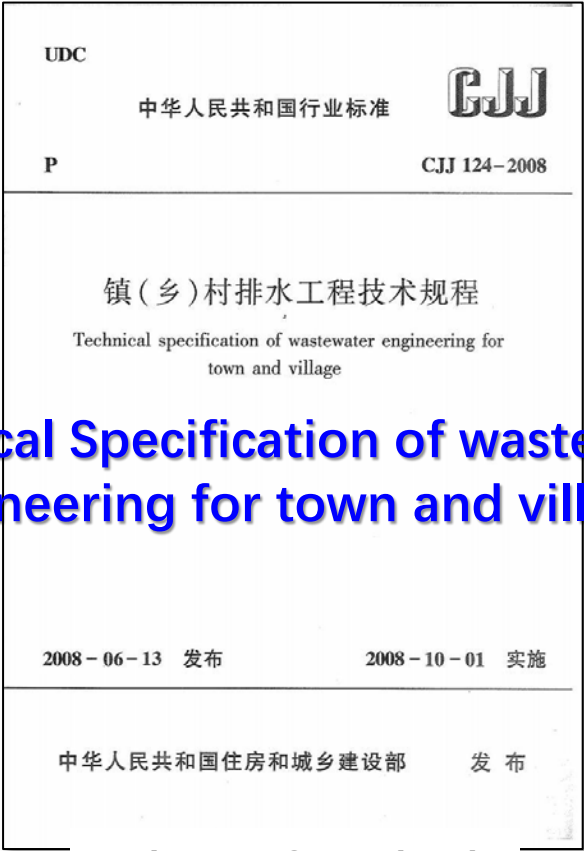 UDC
中华人民共和国行业标准
CJJ
P
CJJ 124-2008
镇(乡)村排水工程技术规程
Technical specification of wastewater engineering for
town and village
cal Specification of waste
neering for town and vill
2008-06-13 发布
2008-10-01 实施
中华人民共和国住房和城乡建设部 发布